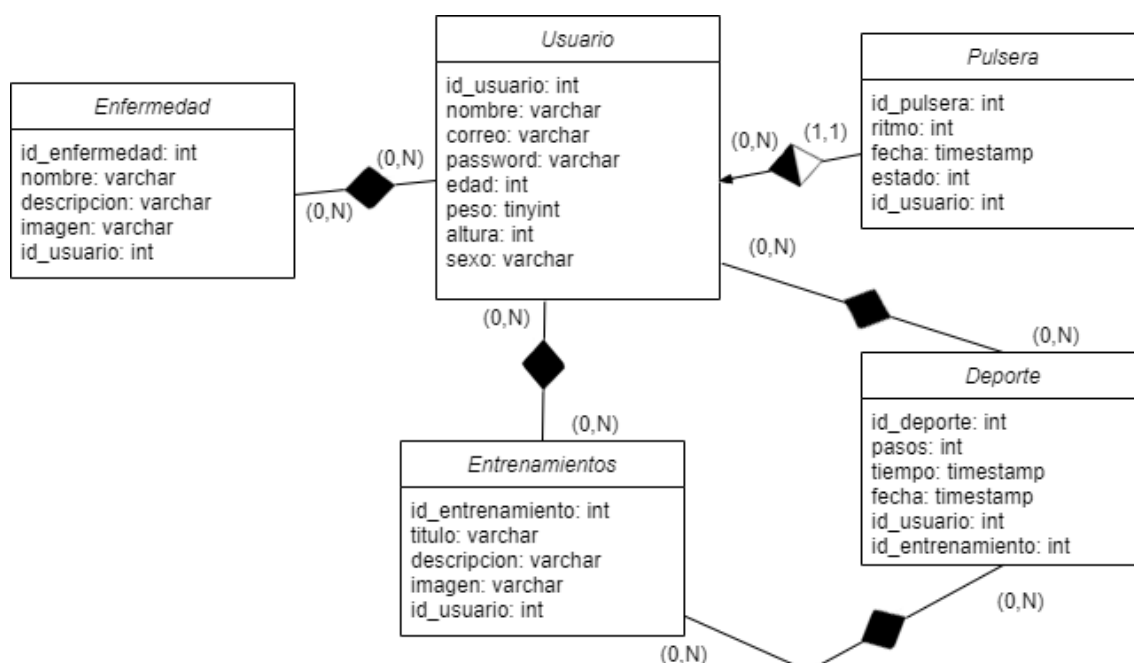 Usuario
id_usuario: int
nombre: varchar
correo: varchar
password: varchar
edad: int
peso: tinyint
altura: int
sexo: varchar
Pulsera
id_pulsera: int
ritmo: int
fecha: timestamp
estado: int
id_usuario: int
Enfermedad
id_enfermedad: int
nombre: varchar
descripcion: varchar
imagen: varchar
id_usuario: int
(0,N)
(0,N)
(0,N)
(1,1)
(0,N)
(0,N)
(0,N)
(0,N)
Entrenamientos
id_entrenamiento: int
titulo: varchar
descripcion: varchar
imagen: varchar
id_usuario: int
Deporte
id_deporte: int
pasos: int
tiempo: timestamp
fecha: timestamp
id_usuario: int
id_entrenamiento: int
(0,N)
(0,N)